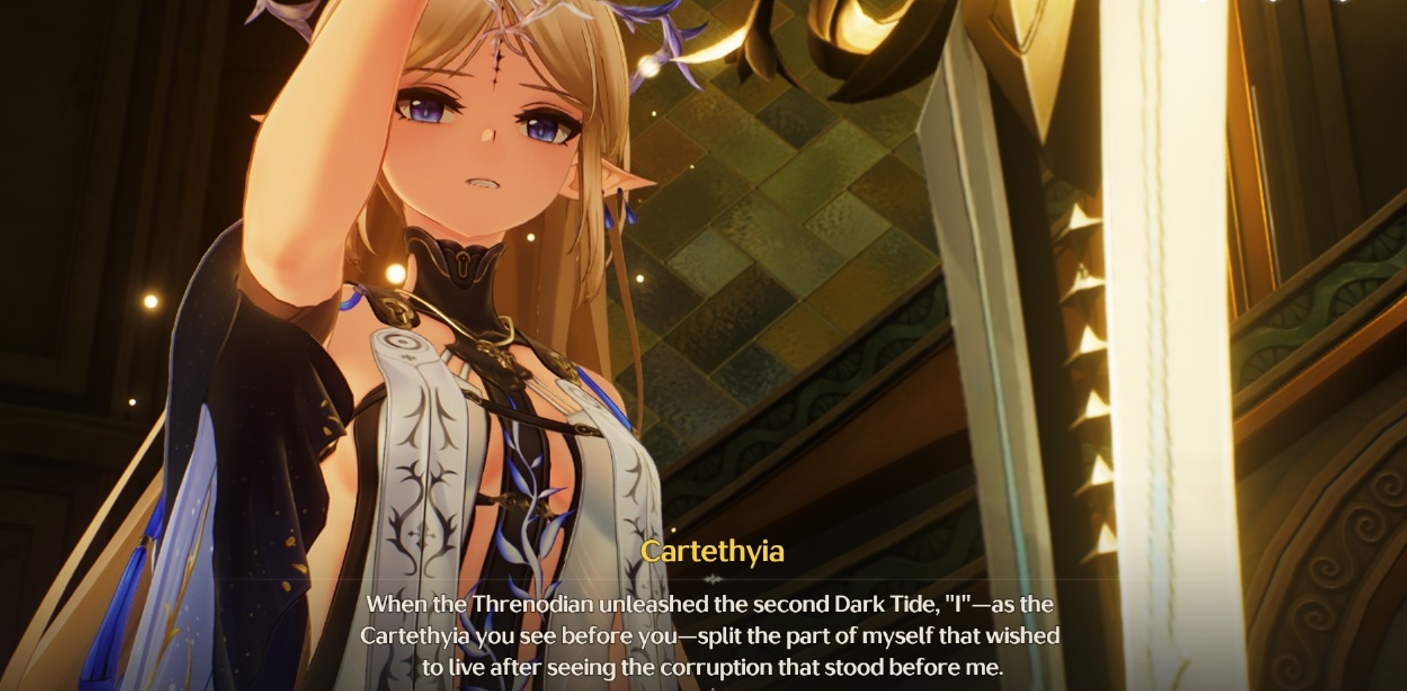 Cartethyia
When the Threnodian unleashed the second Dark Tide, "I"—as the
Cartethyia you see before you—split the part of myself that wished
to live after seeing the corruption that stood before me.